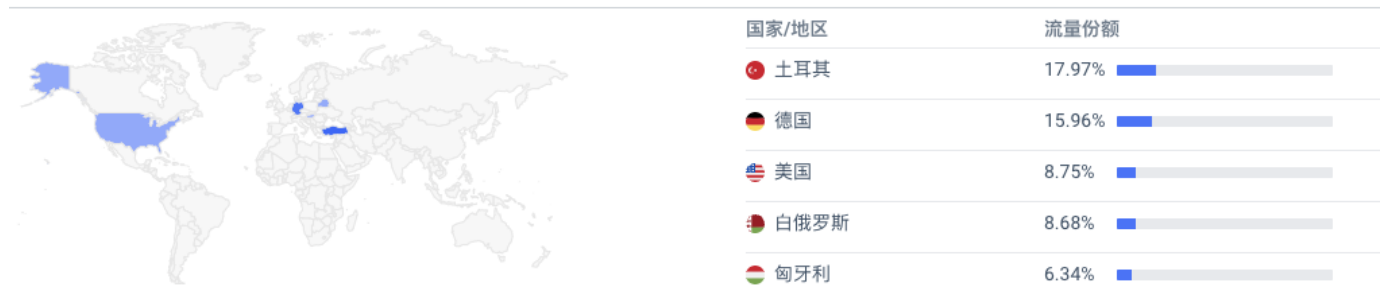 国家/地区 流量份额
土耳其 17.97%
德国 15.96%
美国 8.75%
白俄罗斯 8.68%
匈牙利 6.34%